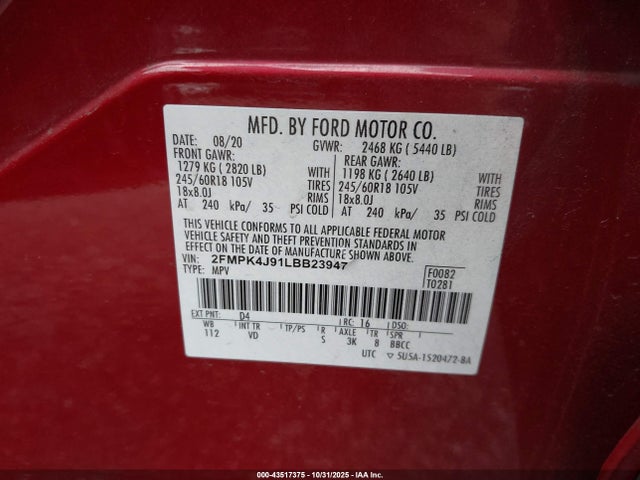 MFD. BY FORD MOTOR CO.
DATE: 08/20 GVWR: 2468 KG ( 5440 LB)
FRONT GAWR: REAR GAWR:
1279 KG ( 2820 LB) WITH 1198 KG ( 2640 LB) WITH
245/60R18 105V TIRES 245/60R18 105V TIRES
18x8.0J RIMS 18x8.0J RIMS
AT 240 kPa/ 35 PSI COLD AT 240 kPa/ 35 PSI COLD
THIS VEHICLE CONFORMS TO ALL APPLICABLE FEDERAL MOTOR
VEHICLE SAFETY AND THEFT PREVENTION STANDARDS IN
EFFECT ON THE DATE OF MANUFACTURE SHOWN ABOVE.
VIN: 2FMPK4J91LBB23947
TYPE: MPV
F0082
T0281
EXT PNT: D4 RC: 16 DSO:
WB INT TR TP/PS R AXLE TR SPR
112 VD S 3K 8 BBCC
UTC 5U5A-1520472-BA
000-43517375 - 10/31/2025 - IAA Inc.